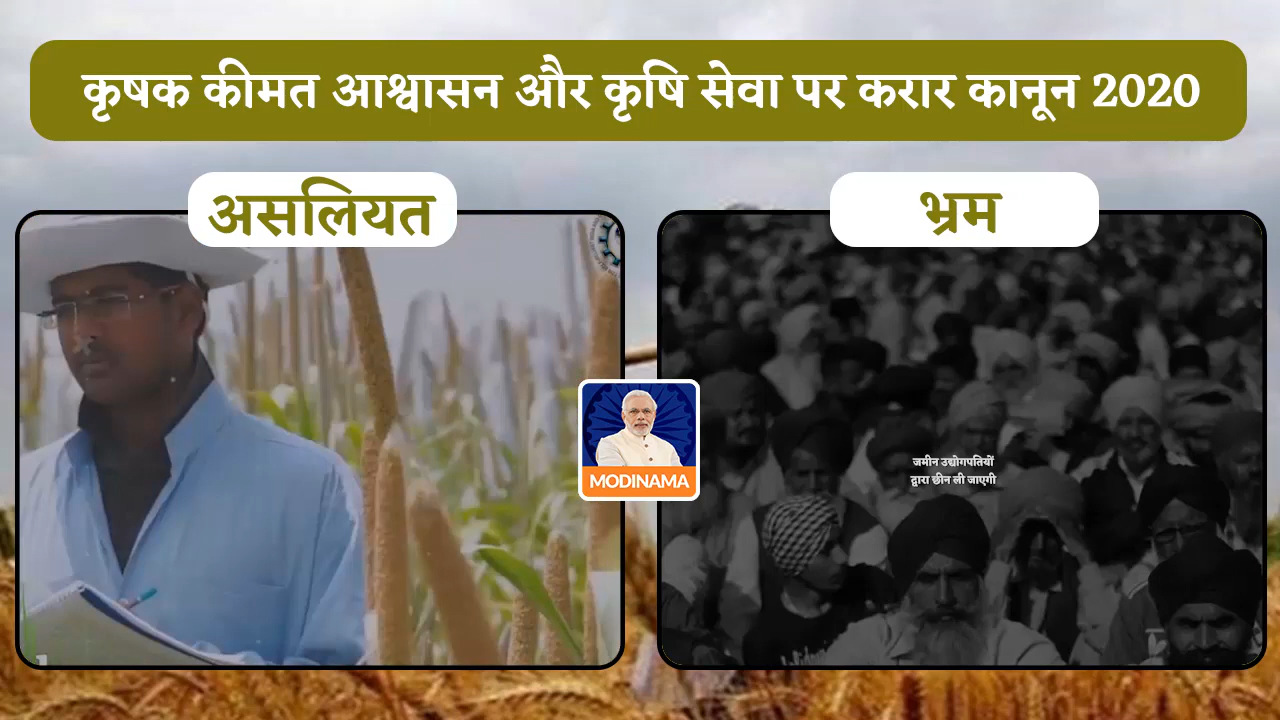 कृषक कीमत आश्वासन और कृषि सेवा पर करार कानून 2020
असलियत
भ्रम
जमीन उद्योगपतियों
द्वारा छीन ली जाएगी
MODINAMA